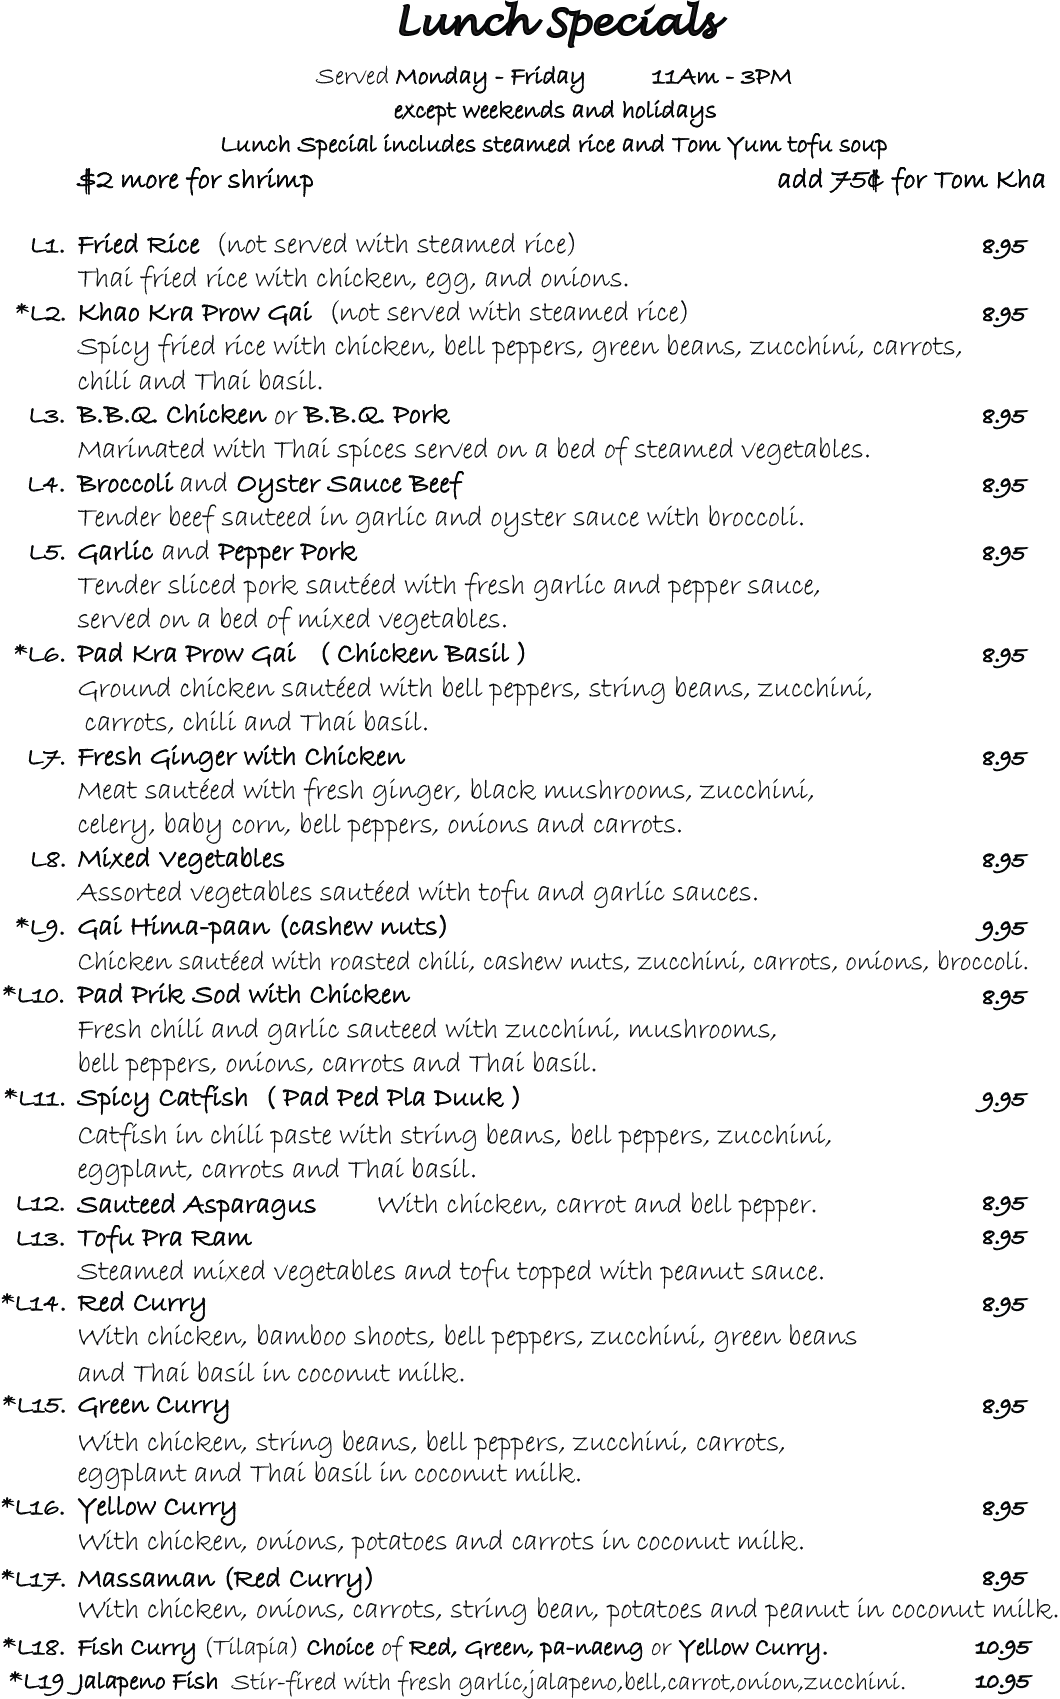 Lunch Specials
Served Monday - Friday 11Am - 3PM
except weekends and holidays
Lunch Special includes steamed rice and Tom Yum tofu soup
$2 more for shrimp add 75¢ for Tom Kha
L1. Fried Rice (not served with steamed rice) 8.95
Thai fried rice with chicken, egg, and onions.
*L2. Khao Kra Prow Gai (not served with steamed rice) 8.95
Spicy fried rice with chicken, bell peppers, green beans, zucchini, carrots,
chili and Thai basil.
L3. B.B.Q. Chicken or B.B.Q. Pork 8.95
Marinated with Thai spices served on a bed of steamed vegetables.
L4. Broccoli and Oyster Sauce Beef 8.95
Tender beef sauteed in garlic and oyster sauce with broccoli.
L5. Garlic and Pepper Pork 8.95
Tender sliced pork sautéed with fresh garlic and pepper sauce,
served on a bed of mixed vegetables.
*L6. Pad Kra Prow Gai ( Chicken Basil ) 8.95
Ground chicken sautéed with bell peppers, string beans, zucchini,
carrots, chili and Thai basil.
L7. Fresh Ginger with Chicken 8.95
Meat sautéed with fresh ginger, black mushrooms, zucchini,
celery, baby corn, bell peppers, onions and carrots.
L8. Mixed Vegetables 8.95
Assorted vegetables sautéed with tofu and garlic sauces.
*L9. Gai Hima-paan (cashew nuts) 9.95
Chicken sautéed with roasted chili, cashew nuts, zucchini, carrots, onions, broccoli.
*L10. Pad Prik Sod with Chicken 8.95
Fresh chili and garlic sauteed with zucchini, mushrooms,
bell peppers, onions, carrots and Thai basil.
*L11. Spicy Catfish ( Pad Ped Pla Duuk ) 9.95
Catfish in chili paste with string beans, bell peppers, zucchini,
eggplant, carrots and Thai basil.
L12. Sauteed Asparagus With chicken, carrot and bell pepper. 8.95
L13. Tofu Pra Ram 8.95
Steamed mixed vegetables and tofu topped with peanut sauce.
*L14. Red Curry 8.95
With chicken, bamboo shoots, bell peppers, zucchini, green beans
and Thai basil in coconut milk.
*L15. Green Curry 8.95
With chicken, string beans, bell peppers, zucchini, carrots,
eggplant and Thai basil in coconut milk.
*L16. Yellow Curry 8.95
With chicken, onions, potatoes and carrots in coconut milk.
*L17. Massaman (Red Curry) 8.95
With chicken, onions, carrots, string bean, potatoes and peanut in coconut milk.
*L18. Fish Curry (Tilapia) Choice of Red, Green, pa-naeng or Yellow Curry. 10.95
*L19 Jalapeno Fish Stir-fired with fresh garlic,jalapeno,bell,carrot,onion,zucchini. 10.95